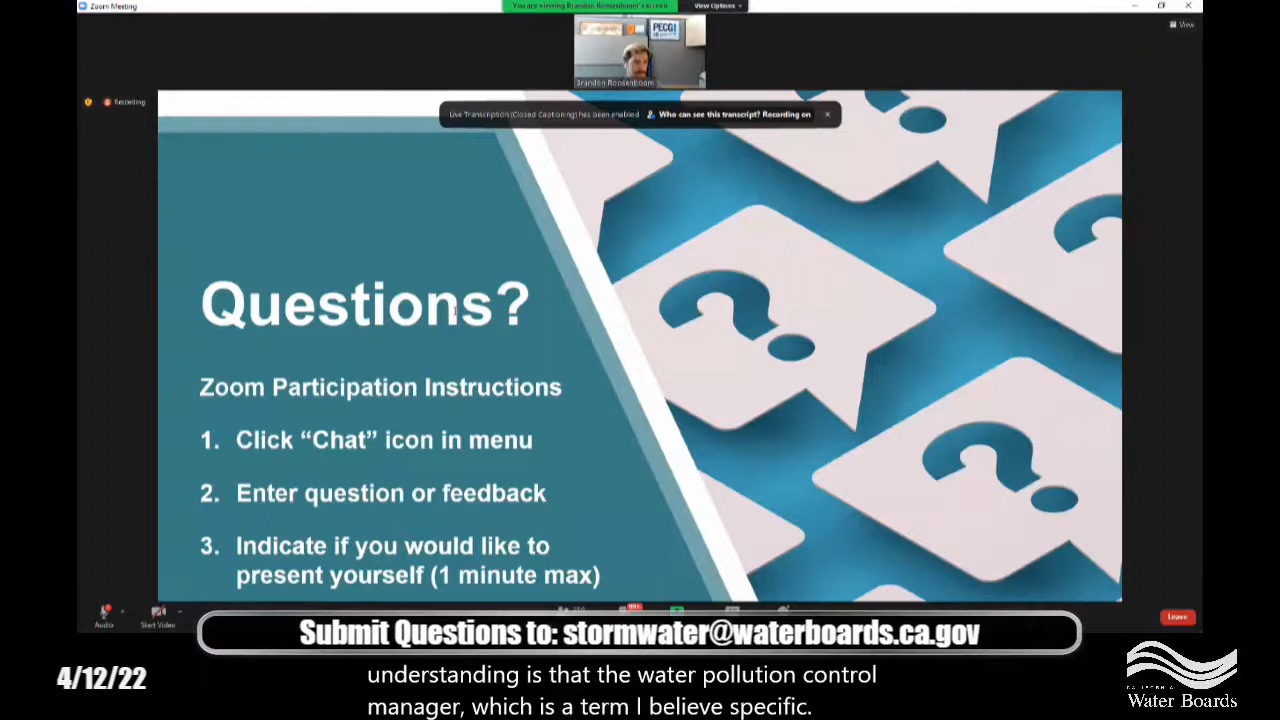 Zoom Meeting
You are viewing Brandon Roosenboom's screen
View Options
View
PECG!
Brandon Roosenboom
Recording
Live Transcription (Closed Captioning) has been enabled
Who can see this transcript? Recording on
Questions?
Zoom Participation Instructions
1. Click “Chat” icon in menu
2. Enter question or feedback
3. Indicate if you would like to
present yourself (1 minute max)
Audio
Start Video
99+
Leave
Submit Questions to: stormwater@waterboards.ca.gov
4/12/22
understanding is that the water pollution control
manager, which is a term I believe specific.
CALIFORNIA
Water Boards